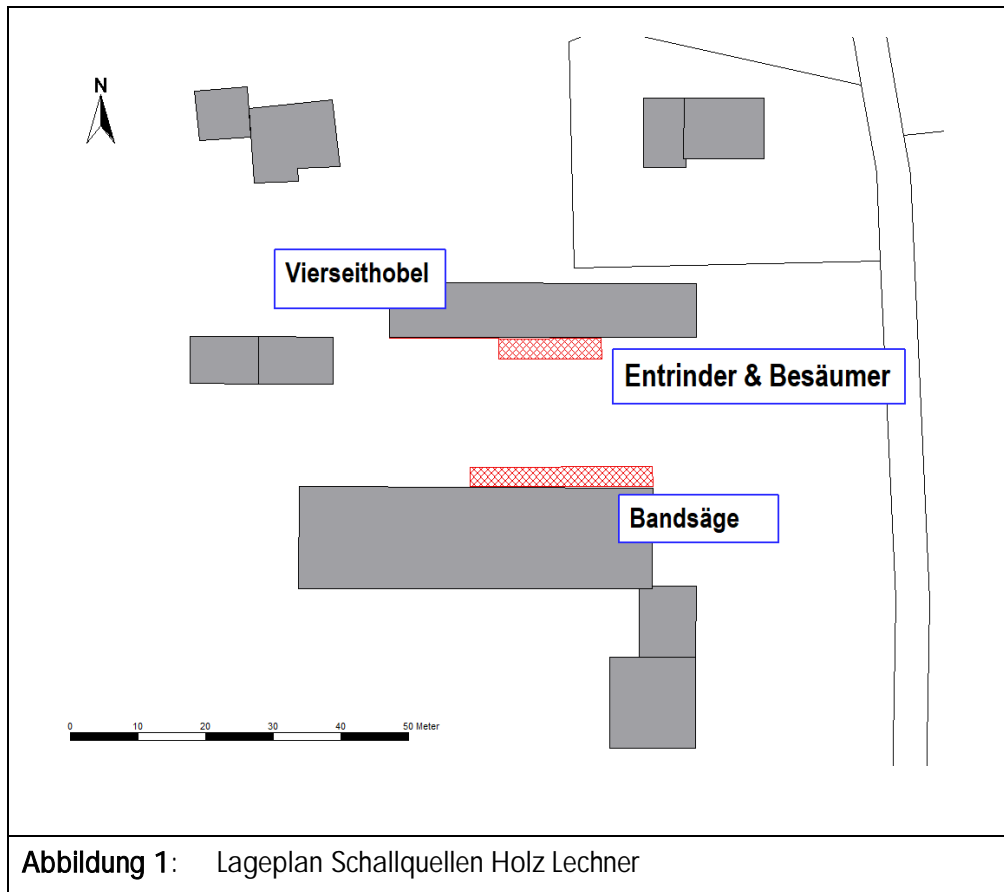 N
Vierseithobel
Entrinder & Besäumer
Bandsäge
0 10 20 30 40 50 Meter
Abbildung 1: Lageplan Schallquellen Holz Lechner